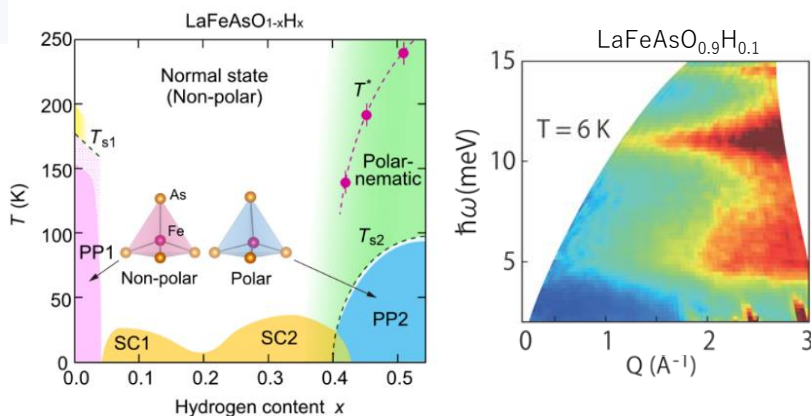 LaFeAsO₁₋ₓHₓ
250
200
150
100
50
0
T (K)
Normal state
(Non-polar)
T*
Tₛ₁
Polar-
nematic
As
Fe
Tₛ₂
PP1
Non-polar
Polar
PP2
SC1
SC2
0.0
0.1
0.2
0.3
0.4
0.5
Hydrogen content x
LaFeAsO₀.₉H₀.₁
15
10
5
ħω(meV)
T = 6 K
0
1
2
3
Q (Å⁻¹)